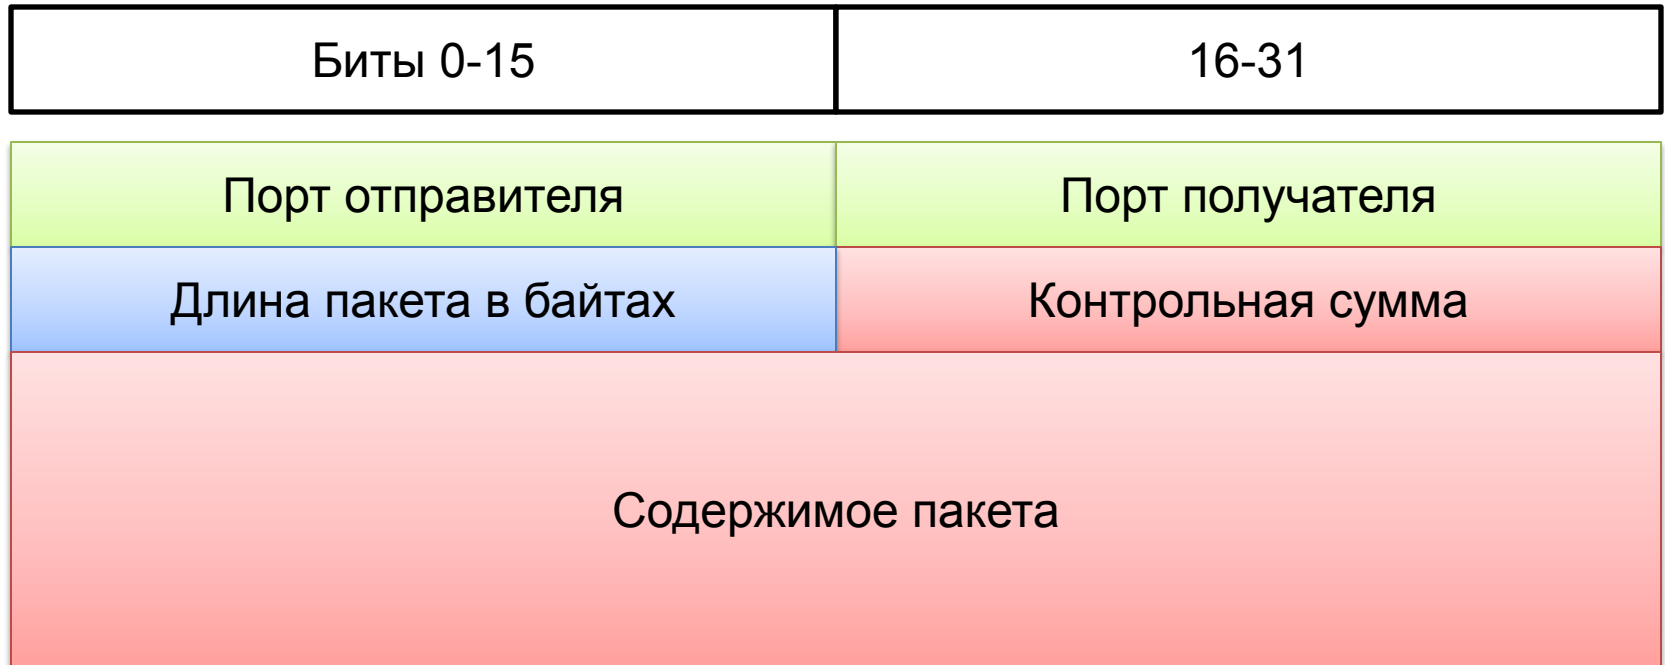 Биты 0-15
16-31
Порт отправителя
Порт получателя
Длина пакета в байтах
Контрольная сумма
Содержимое пакета